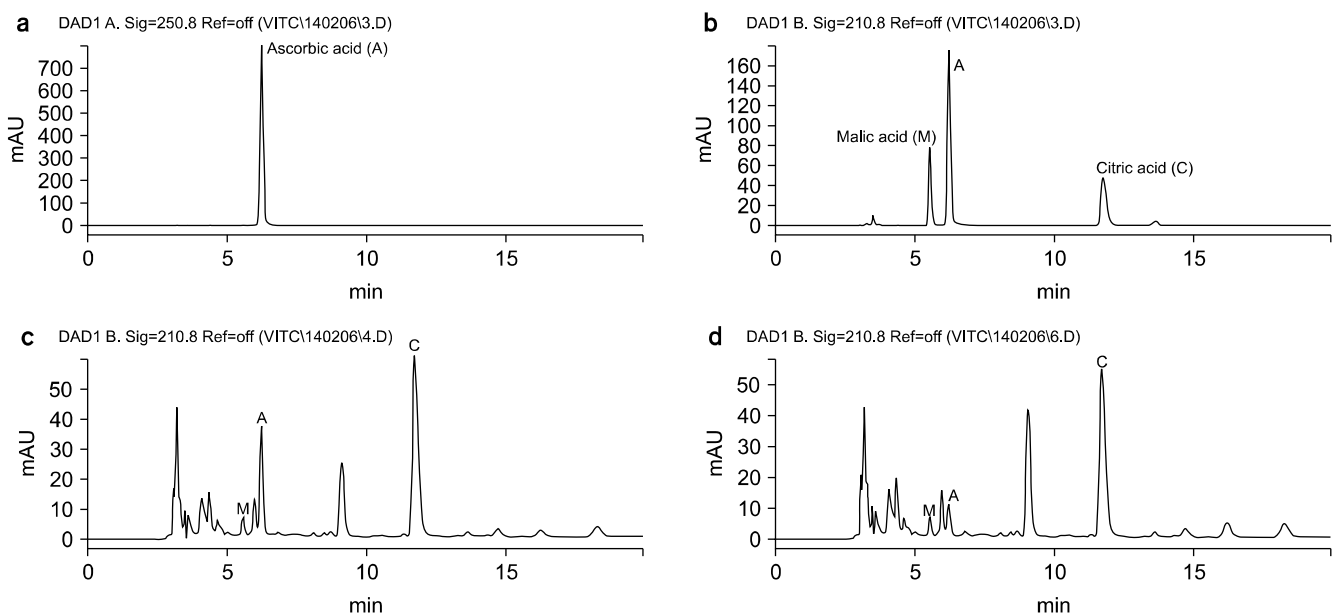 a DAD1 A. Sig=250.8 Ref=off (VITC\140206\3.D)
Ascorbic acid (A)
mAU
700
600
500
400
300
200
100
0
0 5 10 15
min
b DAD1 B. Sig=210.8 Ref=off (VITC\140206\3.D)
mAU
160
140
120
100
80
60
40
20
0
A
Malic acid (M)
Citric acid (C)
0 5 10 15
min
c DAD1 B. Sig=210.8 Ref=off (VITC\140206\4.D)
mAU
50
40
30
20
10
0
C
A
M
0 5 10 15
min
d DAD1 B. Sig=210.8 Ref=off (VITC\140206\6.D)
mAU
50
40
30
20
10
0
C
A
M
0 5 10 15
min